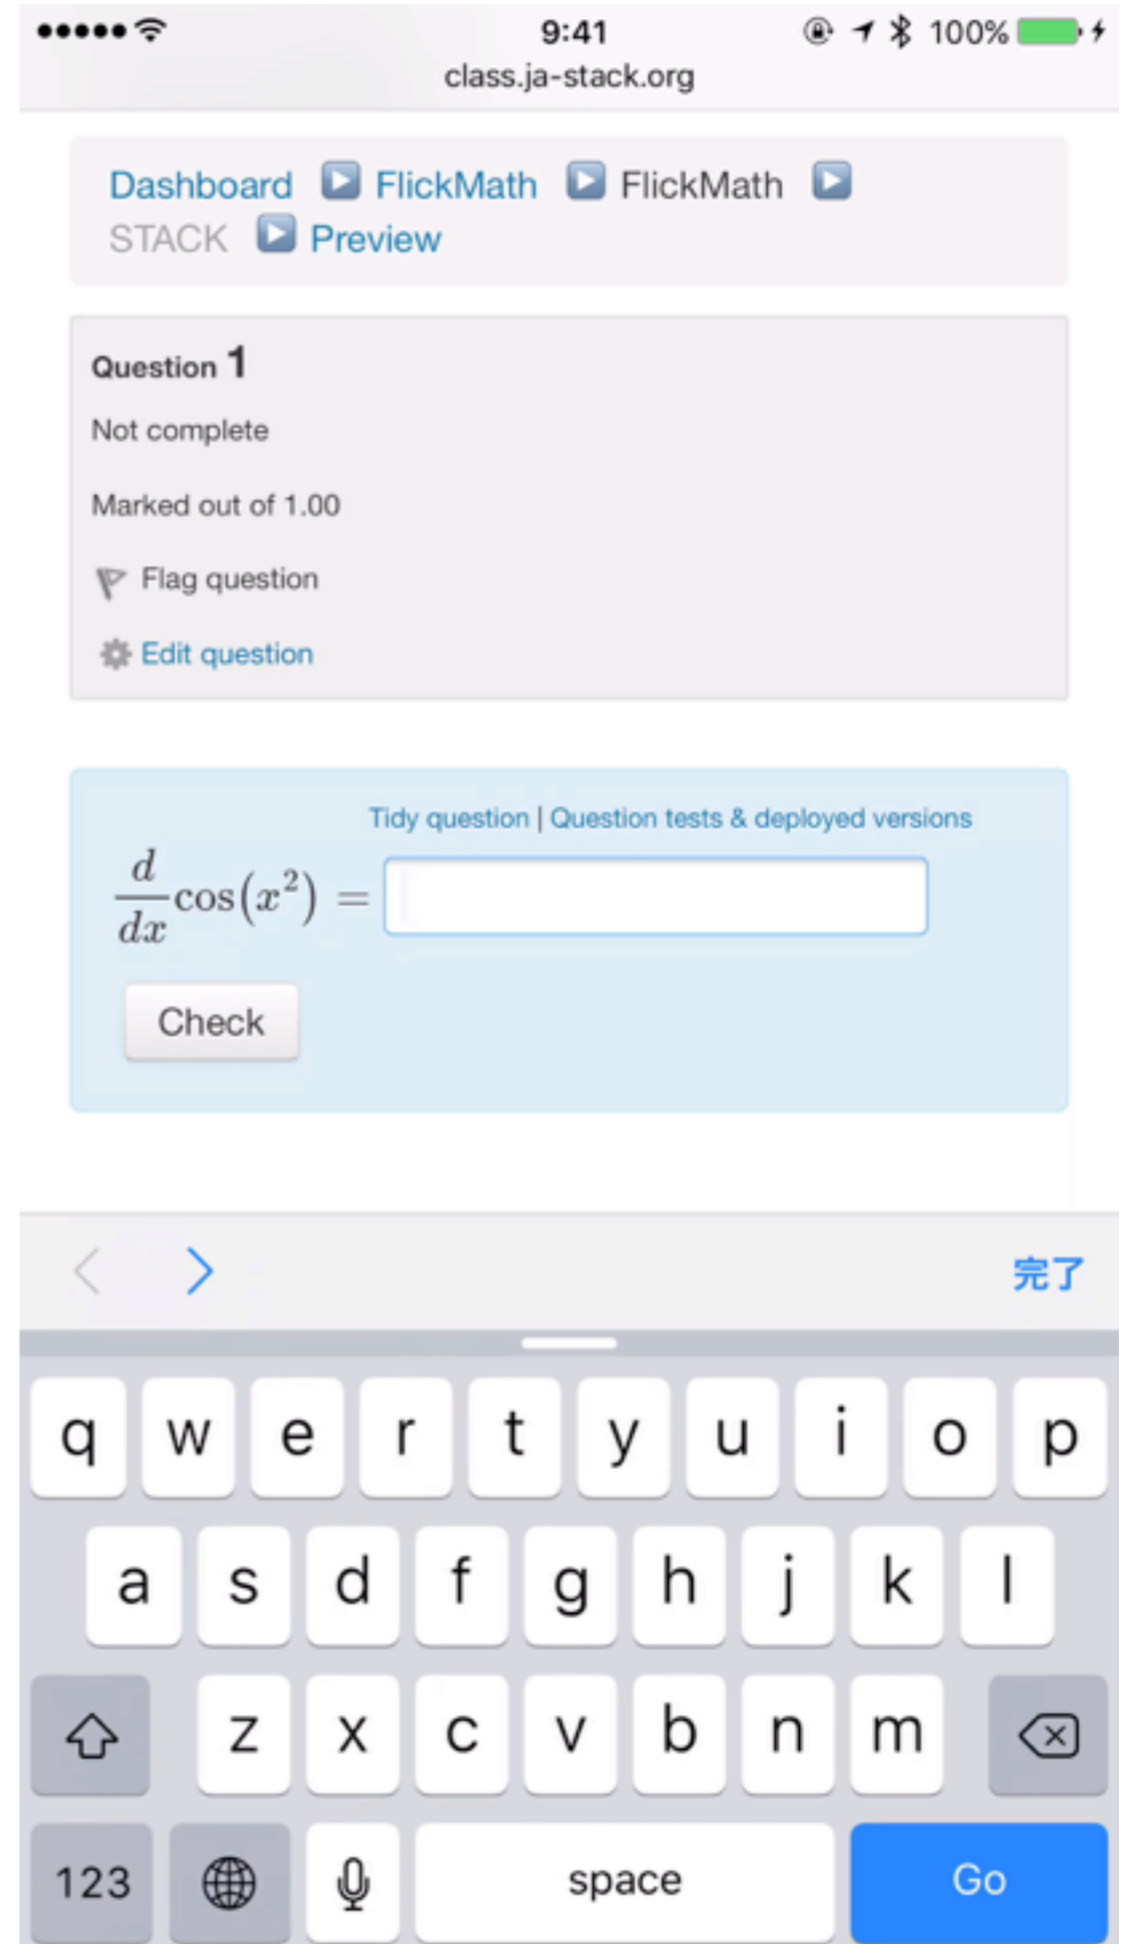 9:41 100%
class.ja-stack.org
Dashboard FlickMath FlickMath
STACK Preview
Question 1
Not complete
Marked out of 1.00
Flag question
Edit question
Tidy question | Question tests & deployed versions
d/dx cos(x²) =
Check
完了
q w e r t y u i o p
a s d f g h j k l
z x c v b n m
123 space Go